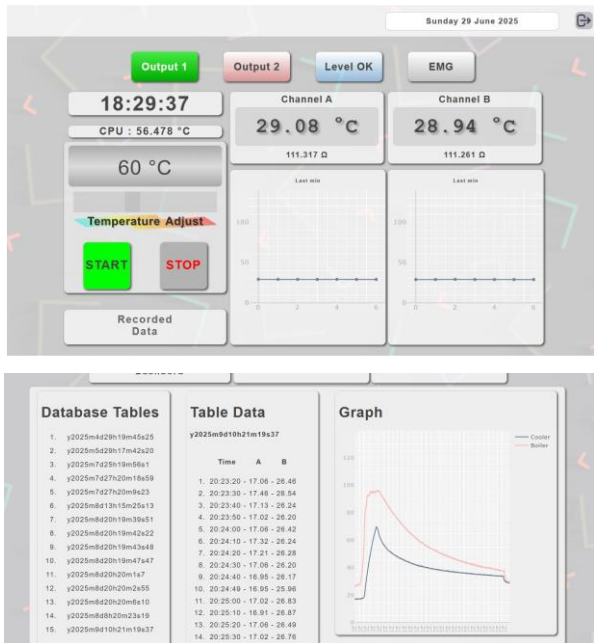 Sunday 29 June 2025
Output 1
Output 2
Level OK
EMG
18:29:37
CPU : 56.478 °C
60 °C
Temperature Adjust
START
STOP
Recorded
Data
Channel A
29.08 °C
111.317 Ω
Channel B
28.94 °C
111.261 Ω
Last min
100
50
0
0 2 4 6
Last min
100
50
0
0 2 4 6
Database Tables
1. y2025m4d29h19m45s25
2. y2025m5d29h17m42s20
3. y2025m7d25h19m56s1
4. y2025m7d27h20m18s59
5. y2025m7d27h20m9s23
6. y2025m8d13h15m25s13
7. y2025m8d20h19m39s51
8. y2025m8d20h19m42s22
9. y2025m8d20h19m43s48
10. y2025m8d20h19m47s47
11. y2025m8d20h20m1s7
12. y2025m8d20h20m2s55
13. y2025m8d20h20m6s10
14. y2025m8d8h20m23s19
15. y2025m9d10h21m19s37
Table Data
y2025m9d10h21m19s37
Time A B
1. 20:23:20 - 17.06 - 26.46
2. 20:23:30 - 17.46 - 28.54
3. 20:23:40 - 17.13 - 26.24
4. 20:23:50 - 17.02 - 26.20
5. 20:24:00 - 17.06 - 26.42
6. 20:24:10 - 17.32 - 26.24
7. 20:24:20 - 17.21 - 26.28
8. 20:24:30 - 17.06 - 26.20
9. 20:24:40 - 16.95 - 26.17
10. 20:24:49 - 16.95 - 25.96
11. 20:25:00 - 17.02 - 26.83
12. 20:25:10 - 16.91 - 26.87
13. 20:25:20 - 17.06 - 26.49
14. 20:25:30 - 17.02 - 26.76
Graph
Cooler
Boiler
120
100
80
60
40
20